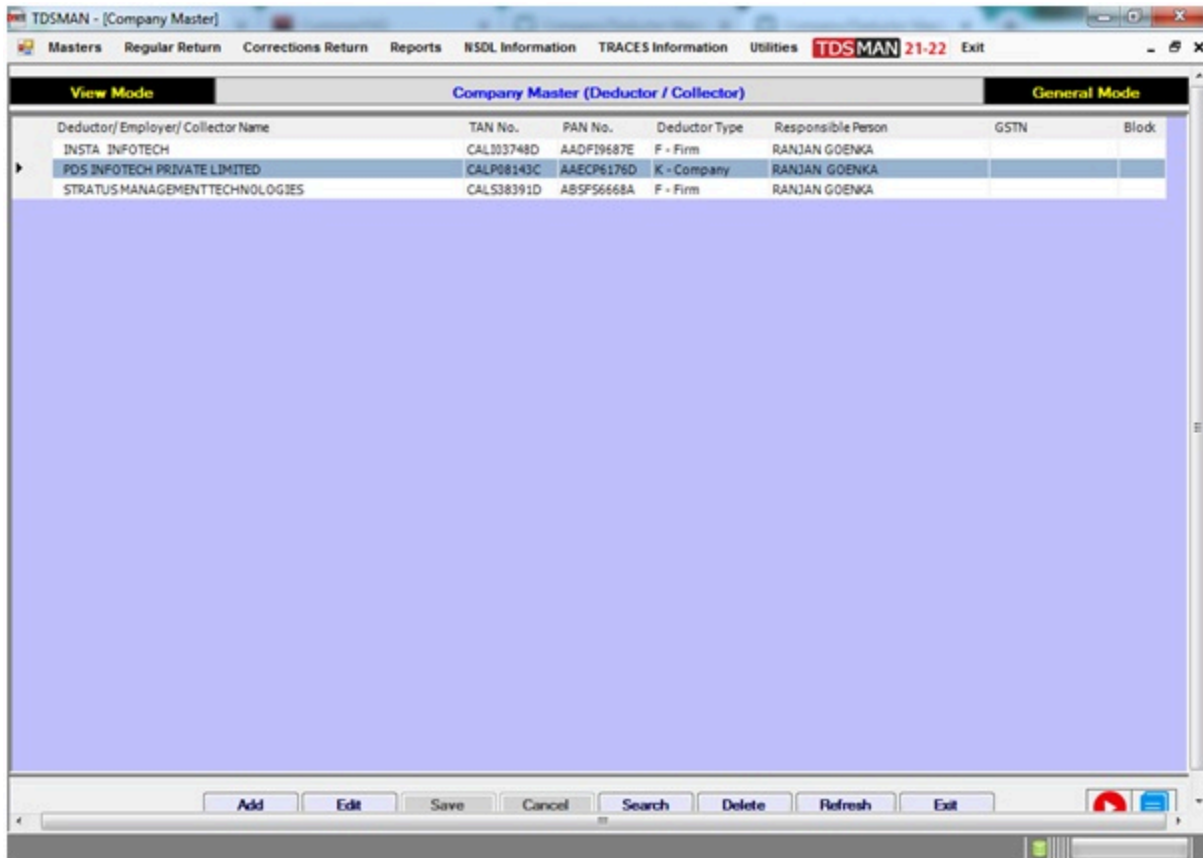 TDSMAN - [Company Master]
Masters Regular Return Corrections Return Reports NSDL Information TRACES Information Utilities TDSMAN 21-22 Exit
View Mode Company Master (Deductor / Collector) General Mode
Deductor/ Employer/ Collector Name TAN No. PAN No. Deductor Type Responsible Person GSTN Block
INSTA INFOTECH CALI03748D AADFI9687E F - Firm RANJAN GOENKA
PDS INFOTECH PRIVATE LIMITED CALP08143C AAECP6176D K - Company RANJAN GOENKA
STRATUS MANAGEMENT TECHNOLOGIES CALS38391D ABSFS6668A F - Firm RANJAN GOENKA
Add Edit Save Cancel Search Delete Refresh Exit